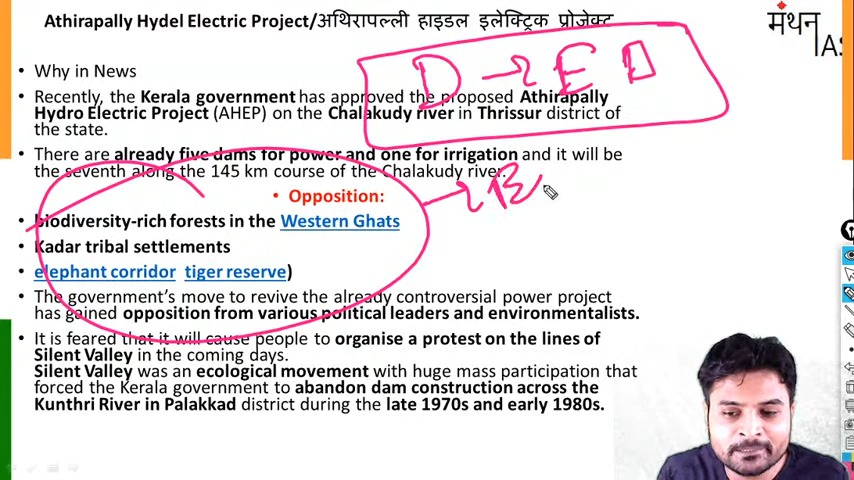 Athirapally Hydel Electric Project/अथिरापल्ली हाइडल इलेक्ट्रिक प्रोजेक्ट
मंथन
IAS
D → E D
Why in News
Recently, the Kerala government has approved the proposed Athirapally
Hydro Electric Project (AHEP) on the Chalakudy river in Thrissur district of
the state.
There are already five dams for power and one for irrigation and it will be
the seventh along the 145 km course of the Chalakudy river.
Opposition:
biodiversity-rich forests in the Western Ghats
Kadar tribal settlements
elephant corridor tiger reserve)
The government's move to revive the already controversial power project
has gained opposition from various political leaders and environmentalists.
It is feared that it will cause people to organise a protest on the lines of
Silent Valley in the coming days.
Silent Valley was an ecological movement with huge mass participation that
forced the Kerala government to abandon dam construction across the
Kunthri River in Palakkad district during the late 1970s and early 1980s.